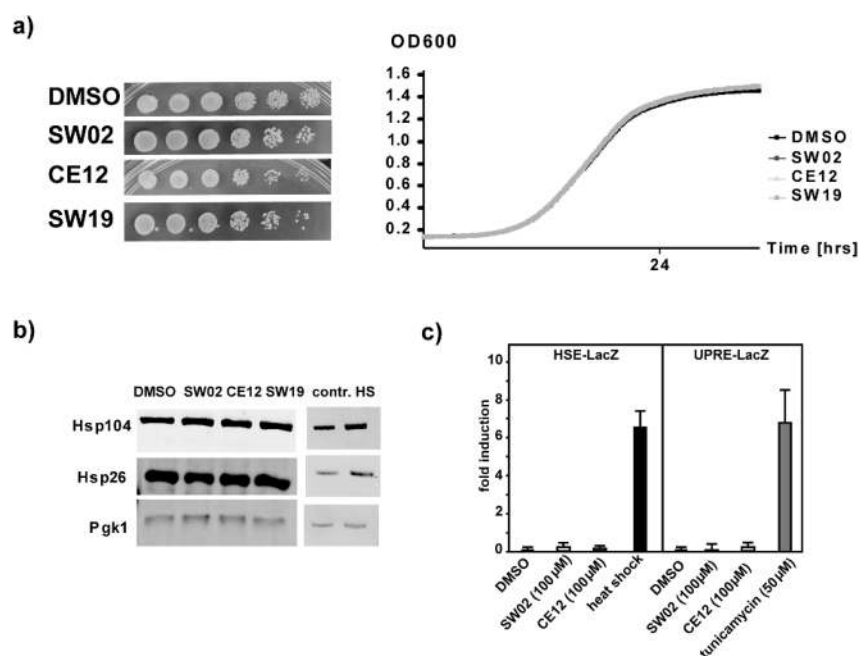 a)
DMSO
SW02
CE12
SW19
OD600
1.6
1.4
1.2
1.0
0.8
0.6
0.4
0.2
24
Time [hrs]
DMSO
SW02
CE12
SW19
b)
DMSO SW02 CE12 SW19 contr. HS
Hsp104
Hsp26
Pgk1
c)
HSE-LacZ UPRE-LacZ
fold induction
10
8
6
4
2
0
DMSO
SW02 (100µM)
CE12 (100µM)
heat shock
DMSO
SW02 (100µM)
CE12 (100µM)
tunicamycin (50µM)